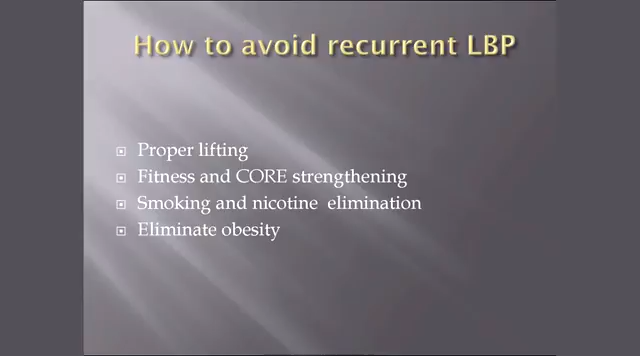 How to avoid recurrent LBP
Proper lifting
Fitness and CORE strengthening
Smoking and nicotine elimination
Eliminate obesity